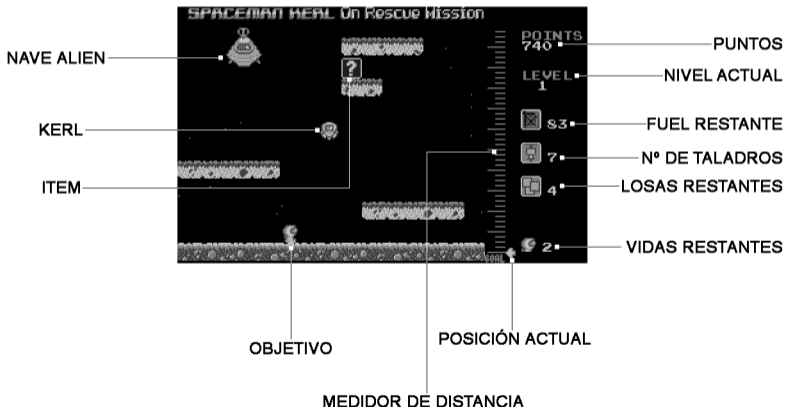 SPACEMAN KERL On Rescue Mission
POINTS
740
PUNTOS
NAVE ALIEN
LEVEL
1
NIVEL ACTUAL
?
83
FUEL RESTANTE
KERL
7
Nº DE TALADROS
ITEM
4
LOSAS RESTANTES
2
VIDAS RESTANTES
GOAL
OBJETIVO
POSICIÓN ACTUAL
MEDIDOR DE DISTANCIA